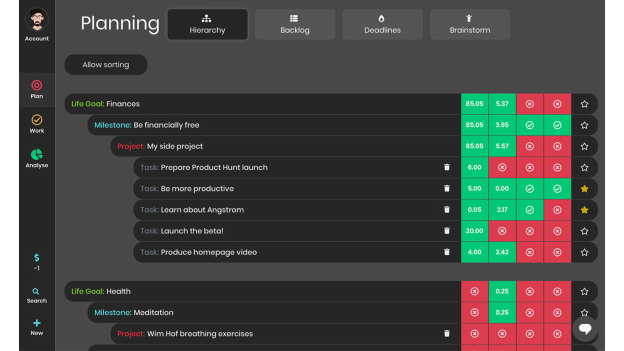 Account
Plan
Work
Analyse
$
-1
Search
New
Planning
Hierarchy
Backlog
Deadlines
Brainstorm
Allow sorting
Life Goal: Finances 85.05 5.37
Milestone: Be financially free 85.05 3.95
Project: My side project 85.05 5.57
Task: Prepare Product Hunt launch 6.00
Task: Be more productive 5.00 0.00
Task: Learn about Angstrom 0.05 2.17
Task: Launch the beta! 20.00
Task: Produce homepage video 4.00 2.42
Life Goal: Health 0.25
Milestone: Meditation 0.25
Project: Wim Hof breathing exercises